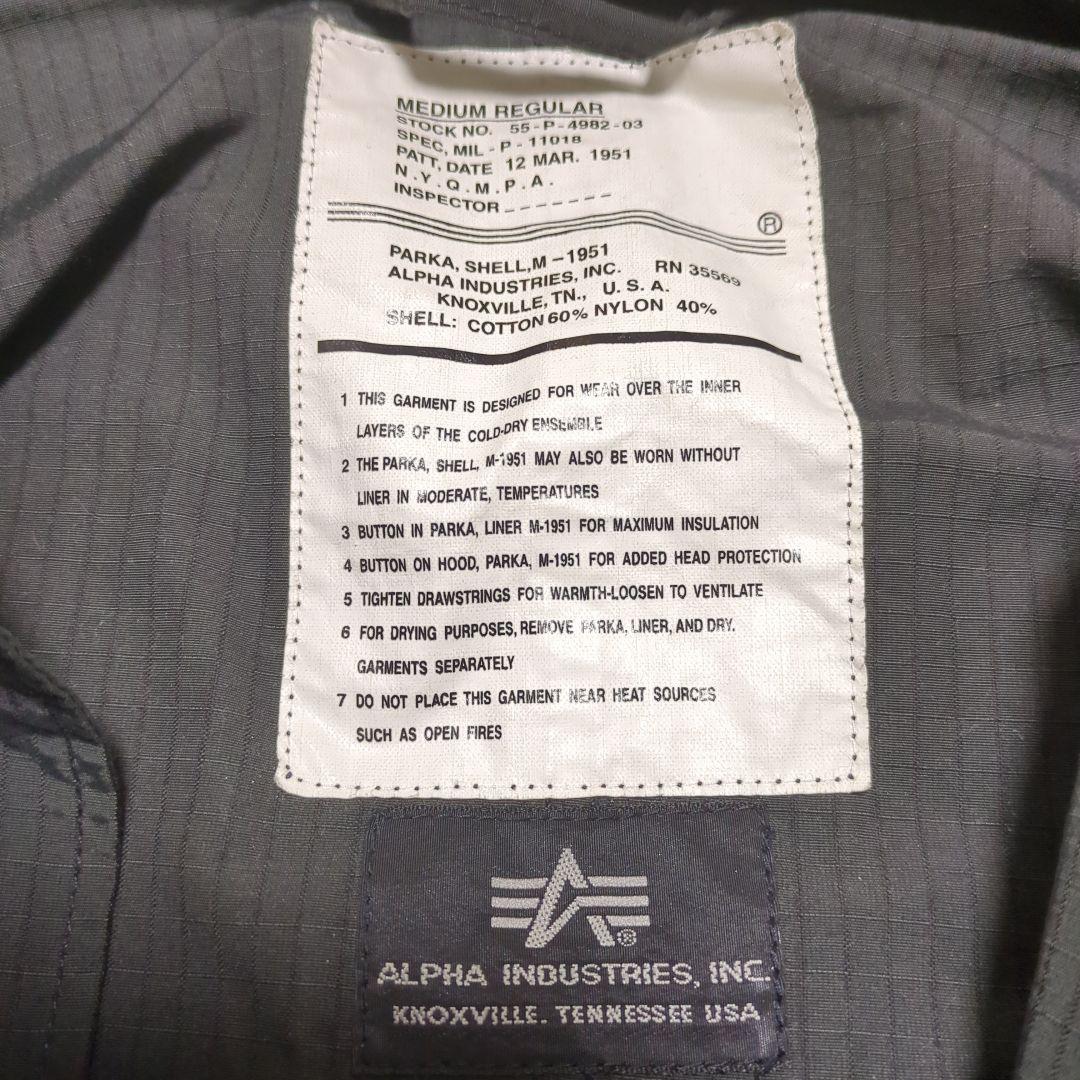 MEDIUM REGULAR
STOCK NO. 55-P-4982-03
SPEC, MIL-P-11018
PATT, DATE 12 MAR. 1951
N.Y.Q.M.P.A.
INSPECTOR_______
®
PARKA, SHELL, M-1951
ALPHA INDUSTRIES, INC. RN 35569
KNOXVILLE, TN., U. S. A.
SHELL: COTTON 60% NYLON 40%
1 THIS GARMENT IS DESIGNED FOR WEAR OVER THE INNER
LAYERS OF THE COLD-DRY ENSEMBLE
2 THE PARKA, SHELL, M-1951 MAY ALSO BE WORN WITHOUT
LINER IN MODERATE, TEMPERATURES
3 BUTTON IN PARKA, LINER M-1951 FOR MAXIMUM INSULATION
4 BUTTON ON HOOD, PARKA, M-1951 FOR ADDED HEAD PROTECTION
5 TIGHTEN DRAWSTRINGS FOR WARMTH-LOOSEN TO VENTILATE
6 FOR DRYING PURPOSES, REMOVE PARKA, LINER, AND DRY.
GARMENTS SEPARATELY
7 DO NOT PLACE THIS GARMENT NEAR HEAT SOURCES
SUCH AS OPEN FIRES
A®
ALPHA INDUSTRIES, INC.
KNOXVILLE. TENNESSEE USA